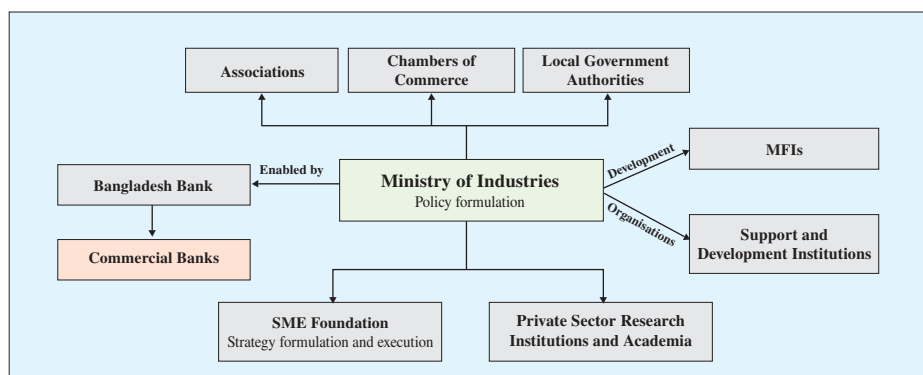 Associations
Chambers of
Commerce
Local Government
Authorities
Enabled by
Bangladesh Bank
Commercial Banks
Ministry of Industries
Policy formulation
Development
Organisations
MFIs
Support and
Development Institutions
SME Foundation
Strategy formulation and execution
Private Sector Research
Institutions and Academia